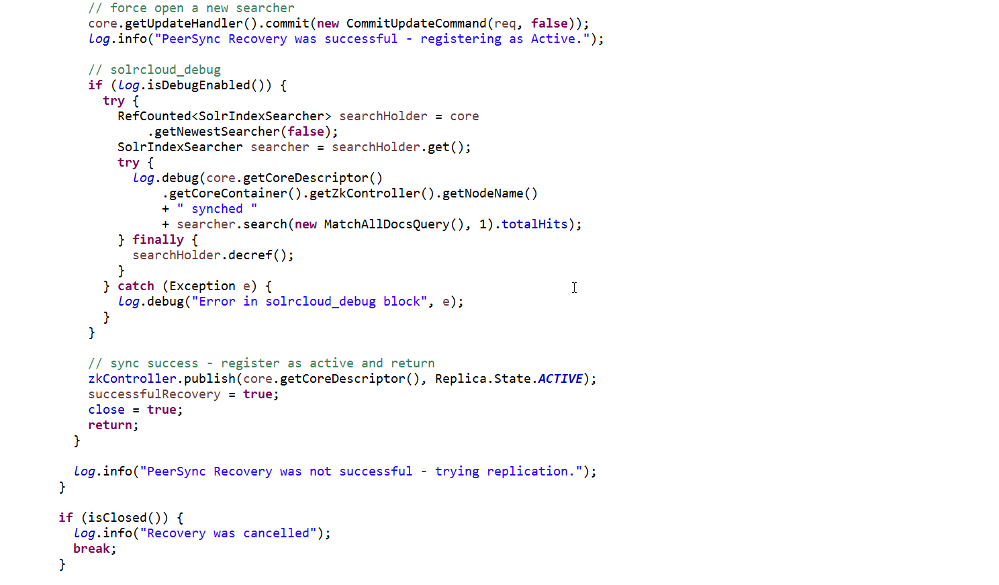 // force open a new searcher
core.getUpdateHandler().commit(new CommitUpdateCommand(req, false));
log.info("PeerSync Recovery was successful - registering as Active.");
// solrcloud_debug
if (log.isDebugEnabled()) {
try {
RefCounted<SolrIndexSearcher> searchHolder = core
.getNewestSearcher(false);
SolrIndexSearcher searcher = searchHolder.get();
try {
log.debug(core.getCoreDescriptor()
.getCoreContainer().getZkController().getNodeName()
+ " synched "
+ searcher.search(new MatchAllDocsQuery(), 1).totalHits);
} finally {
searchHolder.decref();
}
} catch (Exception e) {
log.debug("Error in solrcloud_debug block", e);
}
}
// sync success - register as active and return
zkController.publish(core.getCoreDescriptor(), Replica.State.ACTIVE);
successfulRecovery = true;
close = true;
return;
}
log.info("PeerSync Recovery was not successful - trying replication.");
}
if (isClosed()) {
log.info("Recovery was cancelled");
break;
}